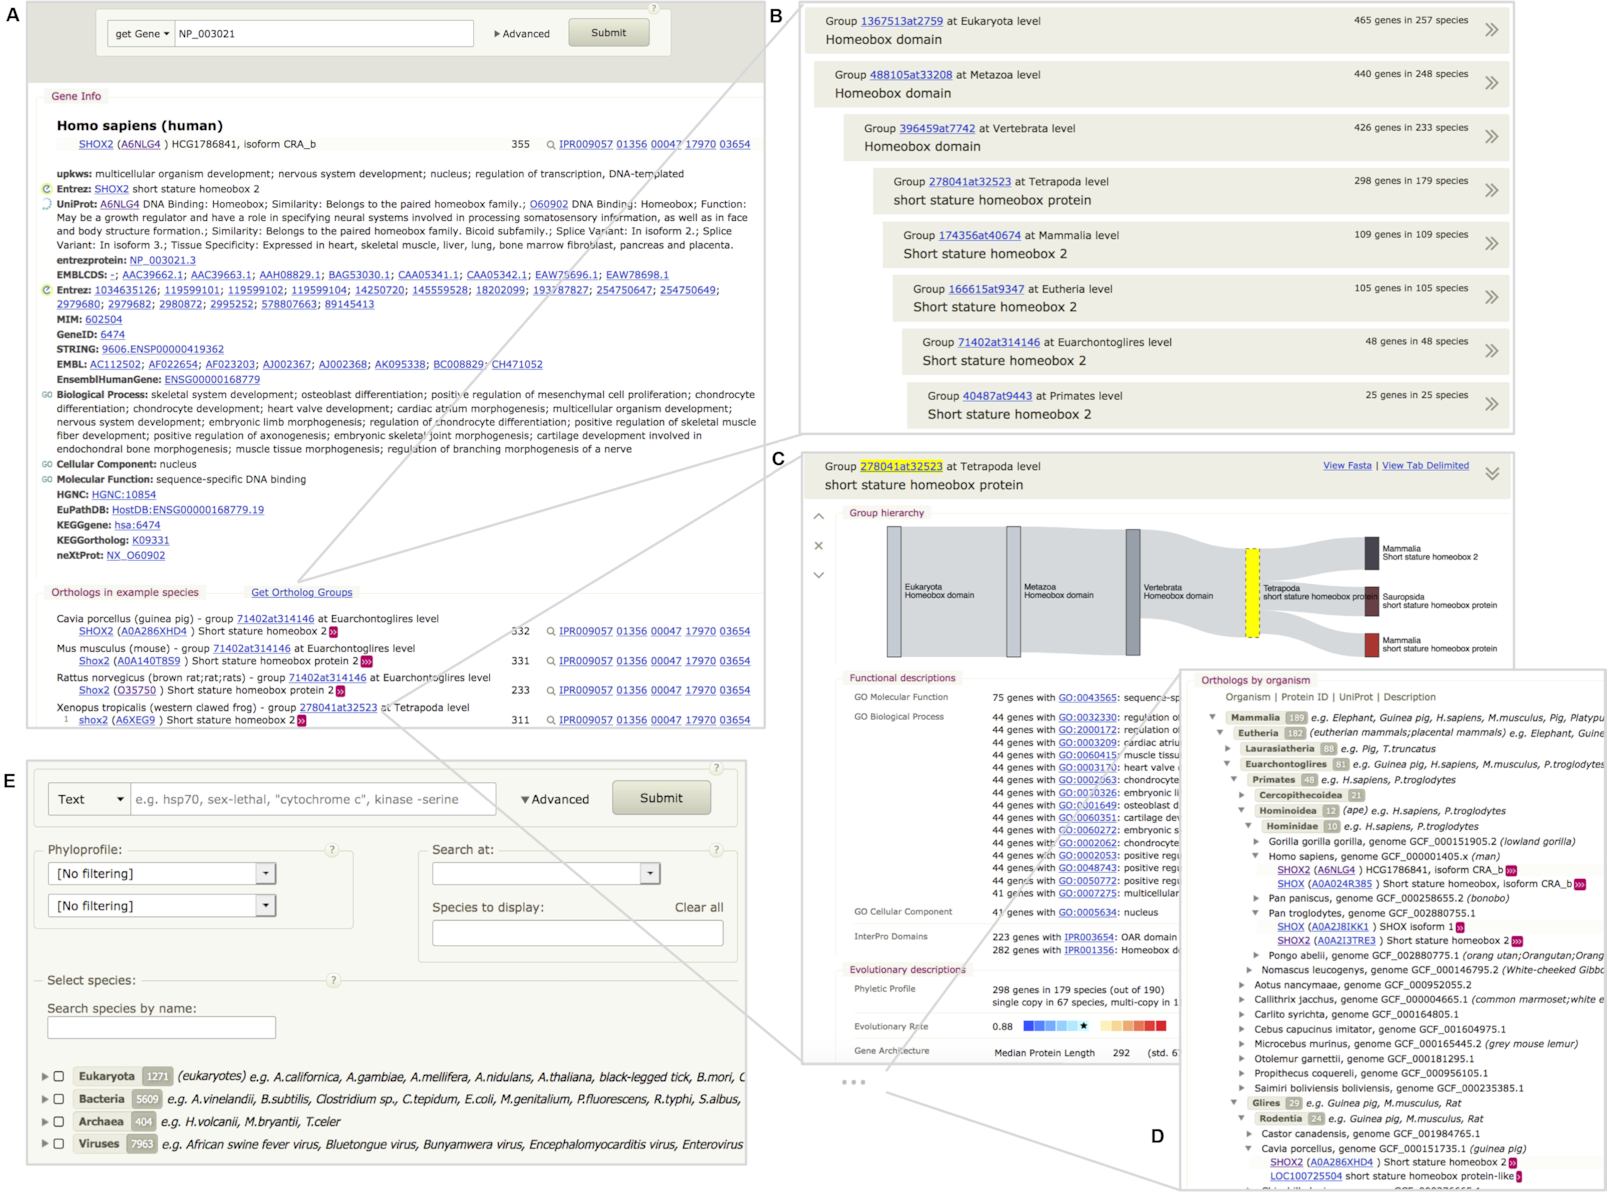 A
get Gene
NP_003021
Advanced
Submit
?
Gene Info
Homo sapiens (human)
SHOX2 (A6NLG4 ) HCG1786841, isoform CRA_b 355 IPR009057 01356 00047 17970 03654
upkws: multicellular organism development; nervous system development; nucleus; regulation of transcription, DNA-templated
Entrez: SHOX2 short stature homeobox 2
UniProt: A6NLG4 DNA Binding: Homeobox; Similarity: Belongs to the paired homeobox family.; O60902 DNA Binding: Homeobox; Function:
May be a growth regulator and have a role in specifying neural systems involved in processing somatosensory information, as well as in face
and body structure formation.; Similarity: Belongs to the paired homeobox family. Bicoid subfamily.; Splice Variant: In isoform 2.; Splice
Variant: In isoform 3.; Tissue Specificity: Expressed in heart, skeletal muscle, liver, lung, bone marrow fibroblast, pancreas and placenta.
entrezprotein: NP_003021.3
EMBLCDS: -; AAC39662.1; AAC39663.1; AAH08829.1; BAG53030.1; CAA05341.1; CAA05342.1; EAW78696.1; EAW78698.1
Entrez: 1034635126; 119599101; 119599102; 119599104; 14250720; 145559528; 18202099; 193787827; 254750647; 254750649;
2979680; 2979682; 2980872; 2995252; 578807663; 89145413
MIM: 602504
GeneID: 6474
STRING: 9606.ENSP00000419362
EMBL: AC112502; AF022654; AF023203; AJ002367; AJ002368; AK095338; BC008829; CH471052
EnsemblHumanGene: ENSG00000168779
GO Biological Process: skeletal system development; osteoblast differentiation; positive regulation of mesenchymal cell proliferation; chondrocyte
differentiation; chondrocyte development; heart valve development; cardiac atrium morphogenesis; multicellular organism development;
nervous system development; embryonic limb morphogenesis; regulation of chondrocyte differentiation; positive regulation of skeletal muscle
fiber development; positive regulation of axonogenesis; embryonic skeletal joint morphogenesis; cartilage development involved in
endochondral bone morphogenesis; muscle tissue morphogenesis; regulation of branching morphogenesis of a nerve
GO Cellular Component: nucleus
GO Molecular Function: sequence-specific DNA binding
HGNC: HGNC:10854
EuPathDB: HostDB:ENSG00000168779.19
KEGGgene: hsa:6474
KEGGortholog: K09331
neXtProt: NX_O60902
Orthologs in example species Get Ortholog Groups
Cavia porcellus (guinea pig) - group 71402at314146 at Euarchontoglires level
SHOX2 (A0A286XHD4 ) Short stature homeobox 2 332 IPR009057 01356 00047 17970 03654
Mus musculus (mouse) - group 71402at314146 at Euarchontoglires level
Shox2 (A0A140T8S9 ) Short stature homeobox protein 2 331 IPR009057 01356 00047 17970 03654
Rattus norvegicus (brown rat;rat;rats) - group 71402at314146 at Euarchontoglires level
Shox2 (O35750 ) Short stature homeobox protein 2 233 IPR009057 01356 00047 17970 03654
Xenopus tropicalis (western clawed frog) - group 278041at32523 at Tetrapoda level
1 shox2 (A6XEG9 ) Short stature homeobox 2 311 IPR009057 01356 00047 17970 03654
B
Group 1367513at2759 at Eukaryota level 465 genes in 257 species
Homeobox domain
Group 488105at33208 at Metazoa level 440 genes in 248 species
Homeobox domain
Group 396459at7742 at Vertebrata level 426 genes in 233 species
Homeobox domain
Group 278041at32523 at Tetrapoda level 298 genes in 179 species
short stature homeobox protein
Group 174356at40674 at Mammalia level 109 genes in 109 species
Short stature homeobox 2
Group 166615at9347 at Eutheria level 105 genes in 105 species
Short stature homeobox 2
Group 71402at314146 at Euarchontoglires level 48 genes in 48 species
Short stature homeobox 2
Group 40487at9443 at Primates level 25 genes in 25 species
Short stature homeobox 2
C
Group 278041at32523 at Tetrapoda level View Fasta | View Tab Delimited
short stature homeobox protein
Group hierarchy
Eukaryota
Homeobox domain
Metazoa
Homeobox domain
Vertebrata
Homeobox domain
Tetrapoda
short stature homeobox protein
Mammalia
Short stature homeobox 2
Sauropsida
short stature homeobox protein
Mammalia
short stature homeobox protein
Functional descriptions
GO Molecular Function 75 genes with GO:0043565: sequence-sp
GO Biological Process 44 genes with GO:0032330: regulation of
44 genes with GO:2000172: regulation of
44 genes with GO:0003209: cardiac atriu
44 genes with GO:0060415: muscle tissu
44 genes with GO:0003170: heart valve
44 genes with GO:0002063: chondrocyte
44 genes with GO:0030326: embryonic li
44 genes with GO:0001649: osteoblast d
44 genes with GO:0060351: cartilage dev
44 genes with GO:0060272: embryonic s
44 genes with GO:0002062: chondrocyte
44 genes with GO:0002053: positive regu
44 genes with GO:0048743: positive regu
44 genes with GO:0050772: positive regu
41 genes with GO:0007275: multicellular
GO Cellular Component 41 genes with GO:0005634: nucleus
InterPro Domains 223 genes with IPR003654: OAR domain
282 genes with IPR001356: Homeobox d
Evolutionary descriptions
Phyletic Profile 298 genes in 179 species (out of 190)
single copy in 67 species, multi-copy in 1
Evolutionary Rate 0.88
Gene Architecture Median Protein Length 292 (std. 6
D
Orthologs by organism
Organism | Protein ID | UniProt | Description
Mammalia 189 e.g. Elephant, Guinea pig, H.sapiens, M.musculus, Pig, Platypu
Eutheria 182 (eutherian mammals;placental mammals) e.g. Elephant, Guine
Laurasiatheria 88 e.g. Pig, T.truncatus
Euarchontoglires 81 e.g. Guinea pig, H.sapiens, M.musculus, P.troglodytes
Primates 48 e.g. H.sapiens, P.troglodytes
Cercopithecoidea 21
Hominoidea 12 (ape) e.g. H.sapiens, P.troglodytes
Hominidae 10 e.g. H.sapiens, P.troglodytes
Gorilla gorilla gorilla, genome GCF_000151905.2 (lowland gorilla)
Homo sapiens, genome GCF_000001405.x (man)
SHOX2 (A6NLG4 ) HCG1786841, isoform CRA_b
SHOX (A0A024R385 ) Short stature homeobox, isoform CRA_b
Pan paniscus, genome GCF_000258655.2 (bonobo)
Pan troglodytes, genome GCF_002880755.1
SHOX (A0A2J8IKK1 ) SHOX isoform 1
SHOX2 (A0A2I3TRE3 ) Short stature homeobox 2
Pongo abelii, genome GCF_002880775.1 (orang utan;Orangutan;Orang
Nomascus leucogenys, genome GCF_000146795.2 (White-cheeked Gibbo
Aotus nancymaae, genome GCF_000952055.2
Callithrix jacchus, genome GCF_000004665.1 (common marmoset;white e
Carlito syrichta, genome GCF_000164805.1
Cebus capucinus imitator, genome GCF_001604975.1
Microcebus murinus, genome GCF_000165445.2 (grey mouse lemur)
Otolemur garnettii, genome GCF_000181295.1
Propithecus coquereli, genome GCF_000956105.1
Saimiri boliviensis boliviensis, genome GCF_000235385.1
Glires 29 e.g. Guinea pig, M.musculus, Rat
Rodentia 24 e.g. Guinea pig, M.musculus, Rat
Castor canadensis, genome GCF_001984765.1
Cavia porcellus, genome GCF_000151735.1 (guinea pig)
SHOX2 (A0A286XHD4 ) Short stature homeobox 2
LOC100725504 short stature homeobox protein-like
E
Text
e.g. hsp70, sex-lethal, "cytochrome c", kinase -serine
Advanced
Submit
?
Phyloprofile: ?
[No filtering]
[No filtering]
Search at: ?
Species to display: Clear all
Select species: ?
Search species by name:
Eukaryota 1271 (eukaryotes) e.g. A.californica, A.gambiae, A.mellifera, A.nidulans, A.thaliana, black-legged tick, B.mori, C
Bacteria 5609 e.g. A.vinelandii, B.subtilis, Clostridium sp., C.tepidum, E.coli, M.genitalium, P.fluorescens, R.typhi, S.albus,
Archaea 404 e.g. H.volcanii, M.bryantii, T.celer
Viruses 7963 e.g. African swine fever virus, Bluetongue virus, Bunyamwera virus, Encephalomyocarditis virus, Enterovirus